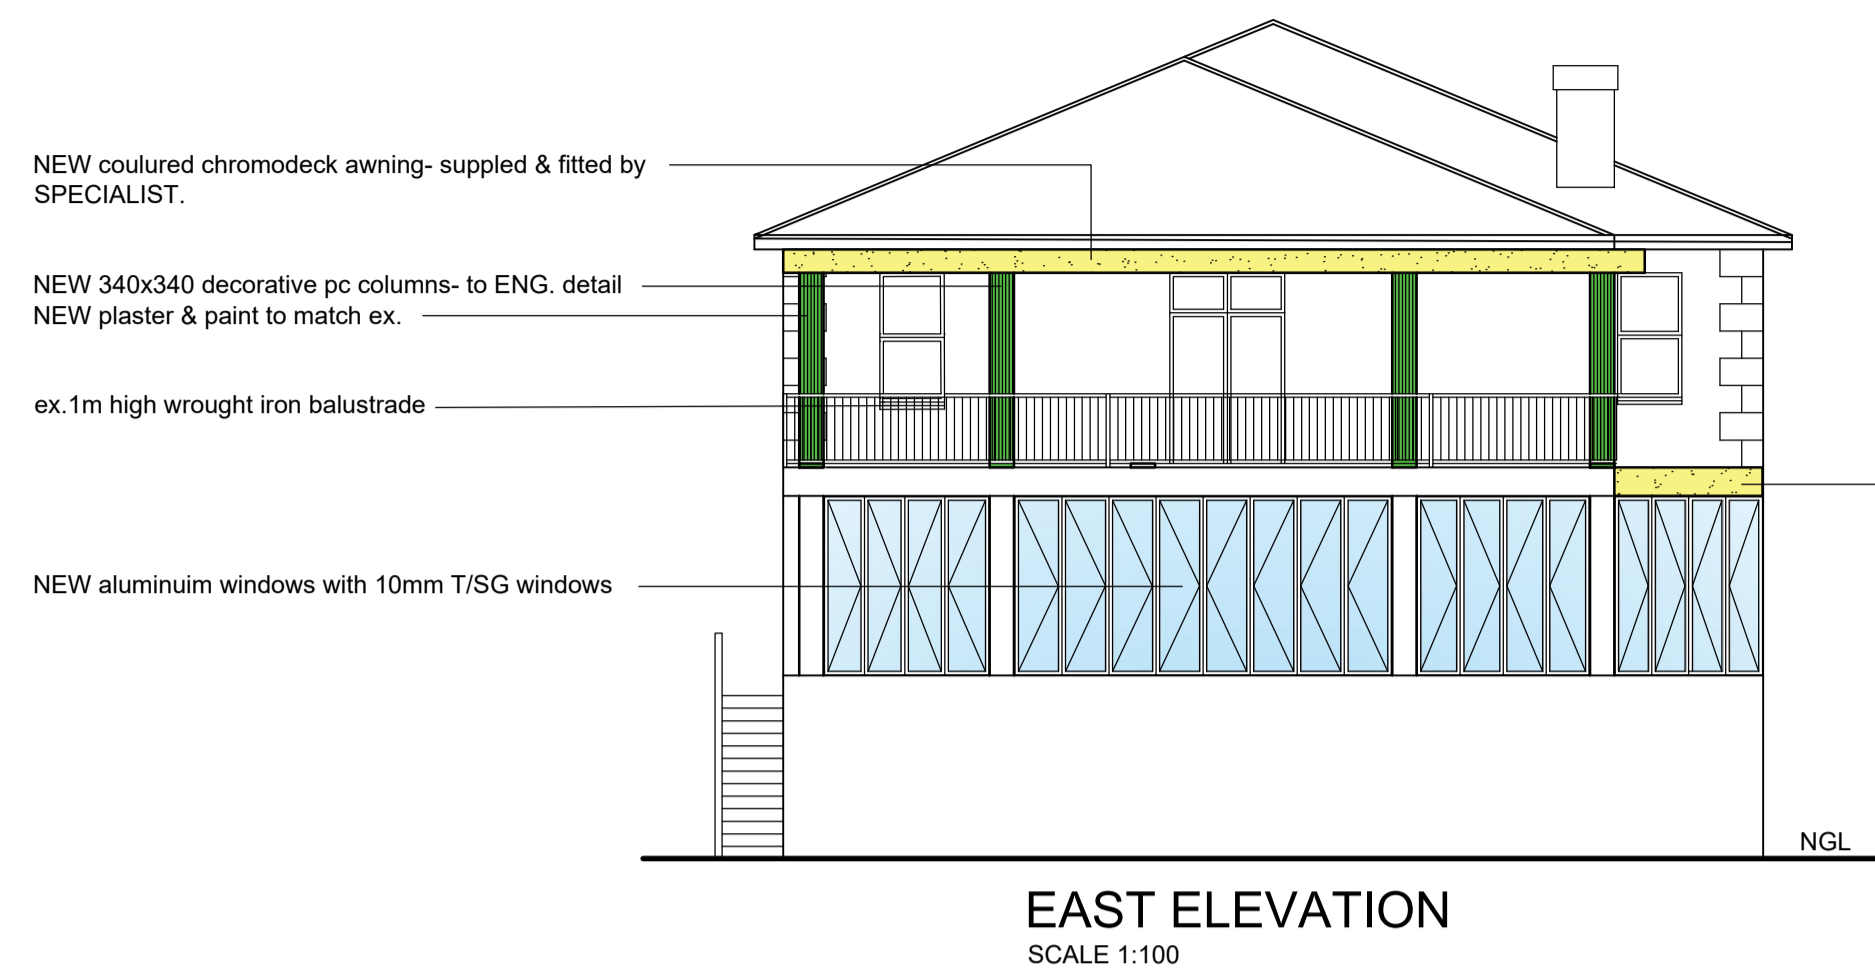 NEW coulured chromodeck awning- suppled & fitted by
SPECIALIST.
NEW 340x340 decorative pc columns- to ENG. detail
NEW plaster & paint to match ex.
ex.1m high wrought iron balustrade
NEW aluminuim windows with 10mm T/SG windows
NGL
EAST ELEVATION
SCALE 1:100